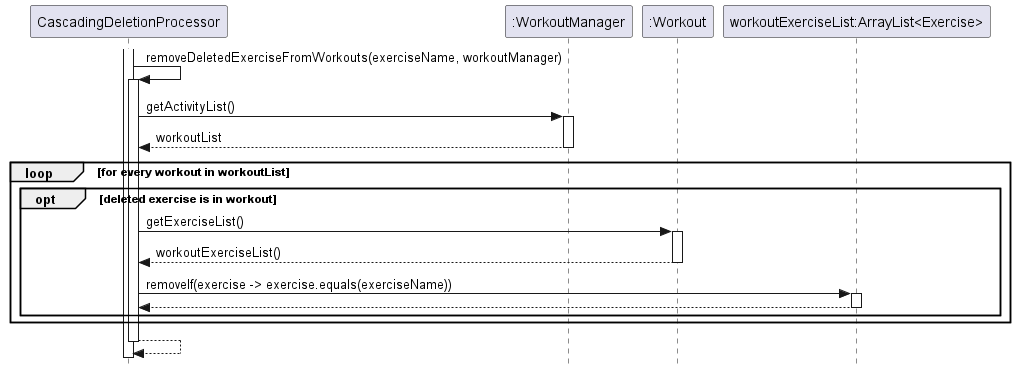 CascadingDeletionProcessor
:WorkoutManager
:Workout
workoutExerciseList:ArrayList<Exercise>
removeDeletedExerciseFromWorkouts(exerciseName, workoutManager)
getActivityList()
workoutList
loop [for every workout in workoutList]
opt [deleted exercise is in workout]
getExerciseList()
workoutExerciseList()
removeIf(exercise -> exercise.equals(exerciseName))